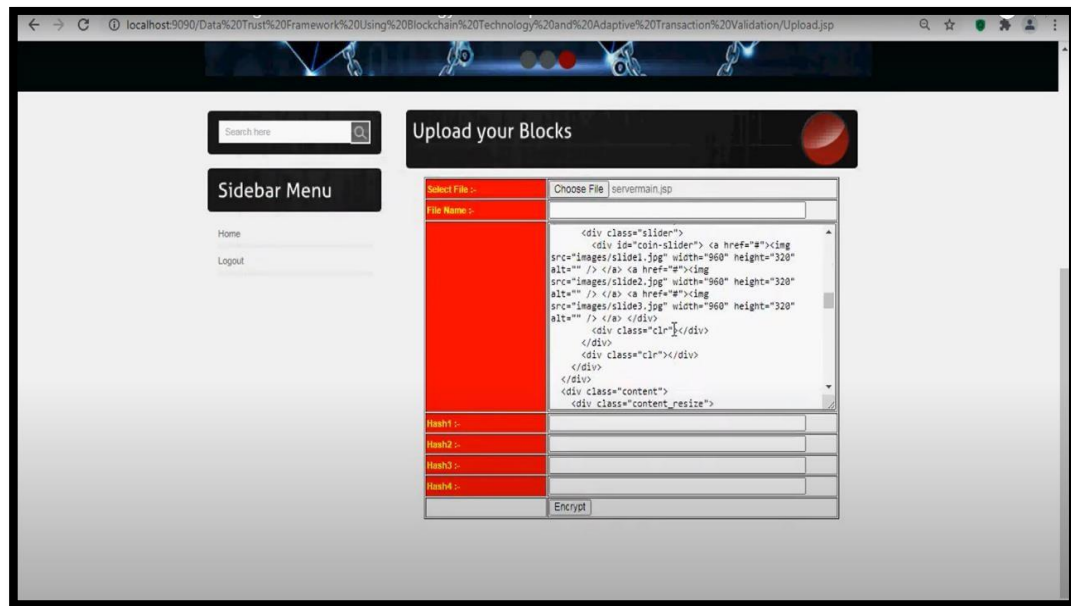 localhost:9090/Data%20Trust%20Framework%20Using%20Blockchain%20Technology%20and%20Adaptive%20Transaction%20Validation/Upload.jsp
Search here
Upload your Blocks
Sidebar Menu
Home
Logout
Select File :-
Choose File servermain.jsp
File Name :-
<div class="slider">
<div id="coin-slider"> <a href="#"><img
src="images/slide1.jpg" width="960" height="320"
alt="" /> </a> <a href="#"><img
src="images/slide2.jpg" width="960" height="320"
alt="" /> </a> <a href="#"><img
src="images/slide3.jpg" width="960" height="320"
alt="" /> </a> </div>
<div class="clr"></div>
</div>
<div class="clr"></div>
</div>
</div>
<div class="content">
<div class="content_resize">
Hash1 :-
Hash2 :-
Hash3 :-
Hash4 :-
Encrypt